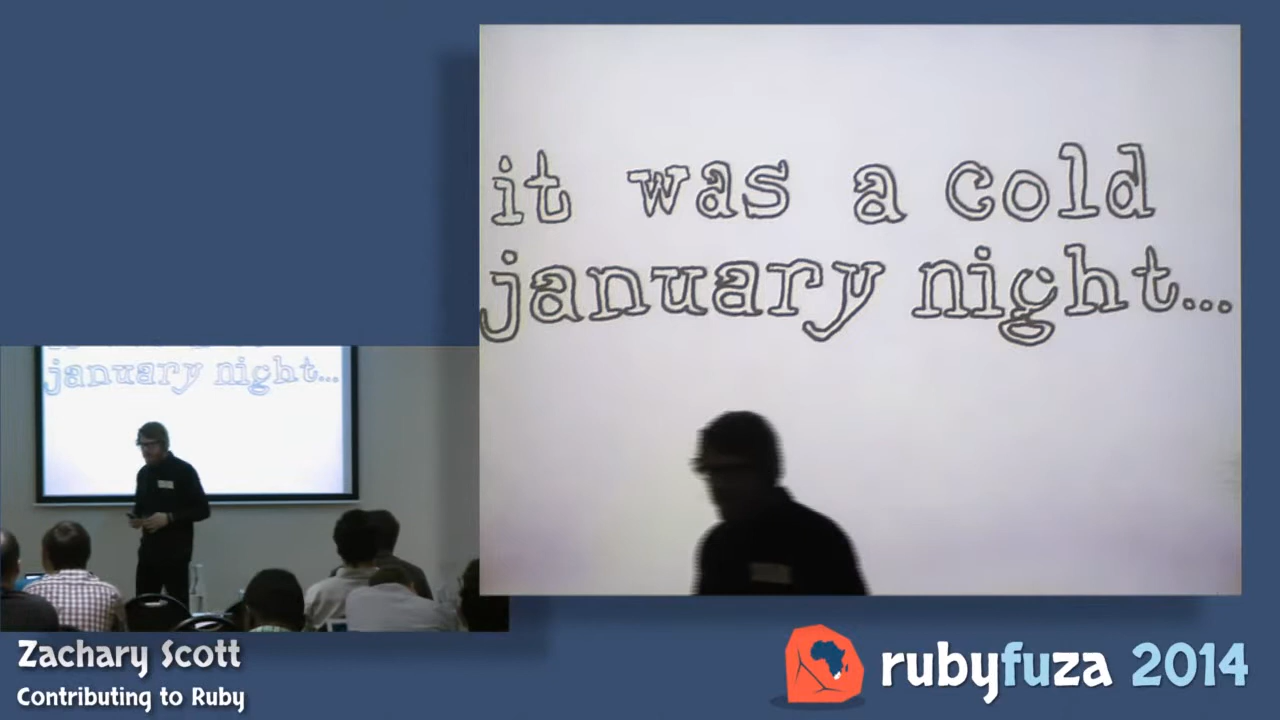 it was a cold
january night...
january night...
Zachary Scott
Contributing to Ruby
rubyfuza 2014